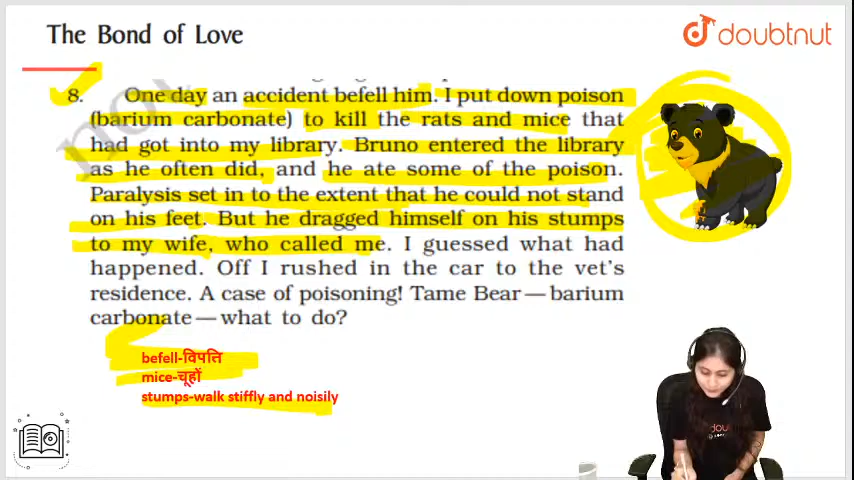 The Bond of Love
doubtnut
8. One day an accident befell him. I put down poison
(barium carbonate) to kill the rats and mice that
had got into my library. Bruno entered the library
as he often did, and he ate some of the poison.
Paralysis set in to the extent that he could not stand
on his feet. But he dragged himself on his stumps
to my wife, who called me. I guessed what had
happened. Off I rushed in the car to the vet's
residence. A case of poisoning! Tame Bear — barium
carbonate — what to do?
befell-विपत्ति
mice-चूहों
stumps-walk stiffly and noisily